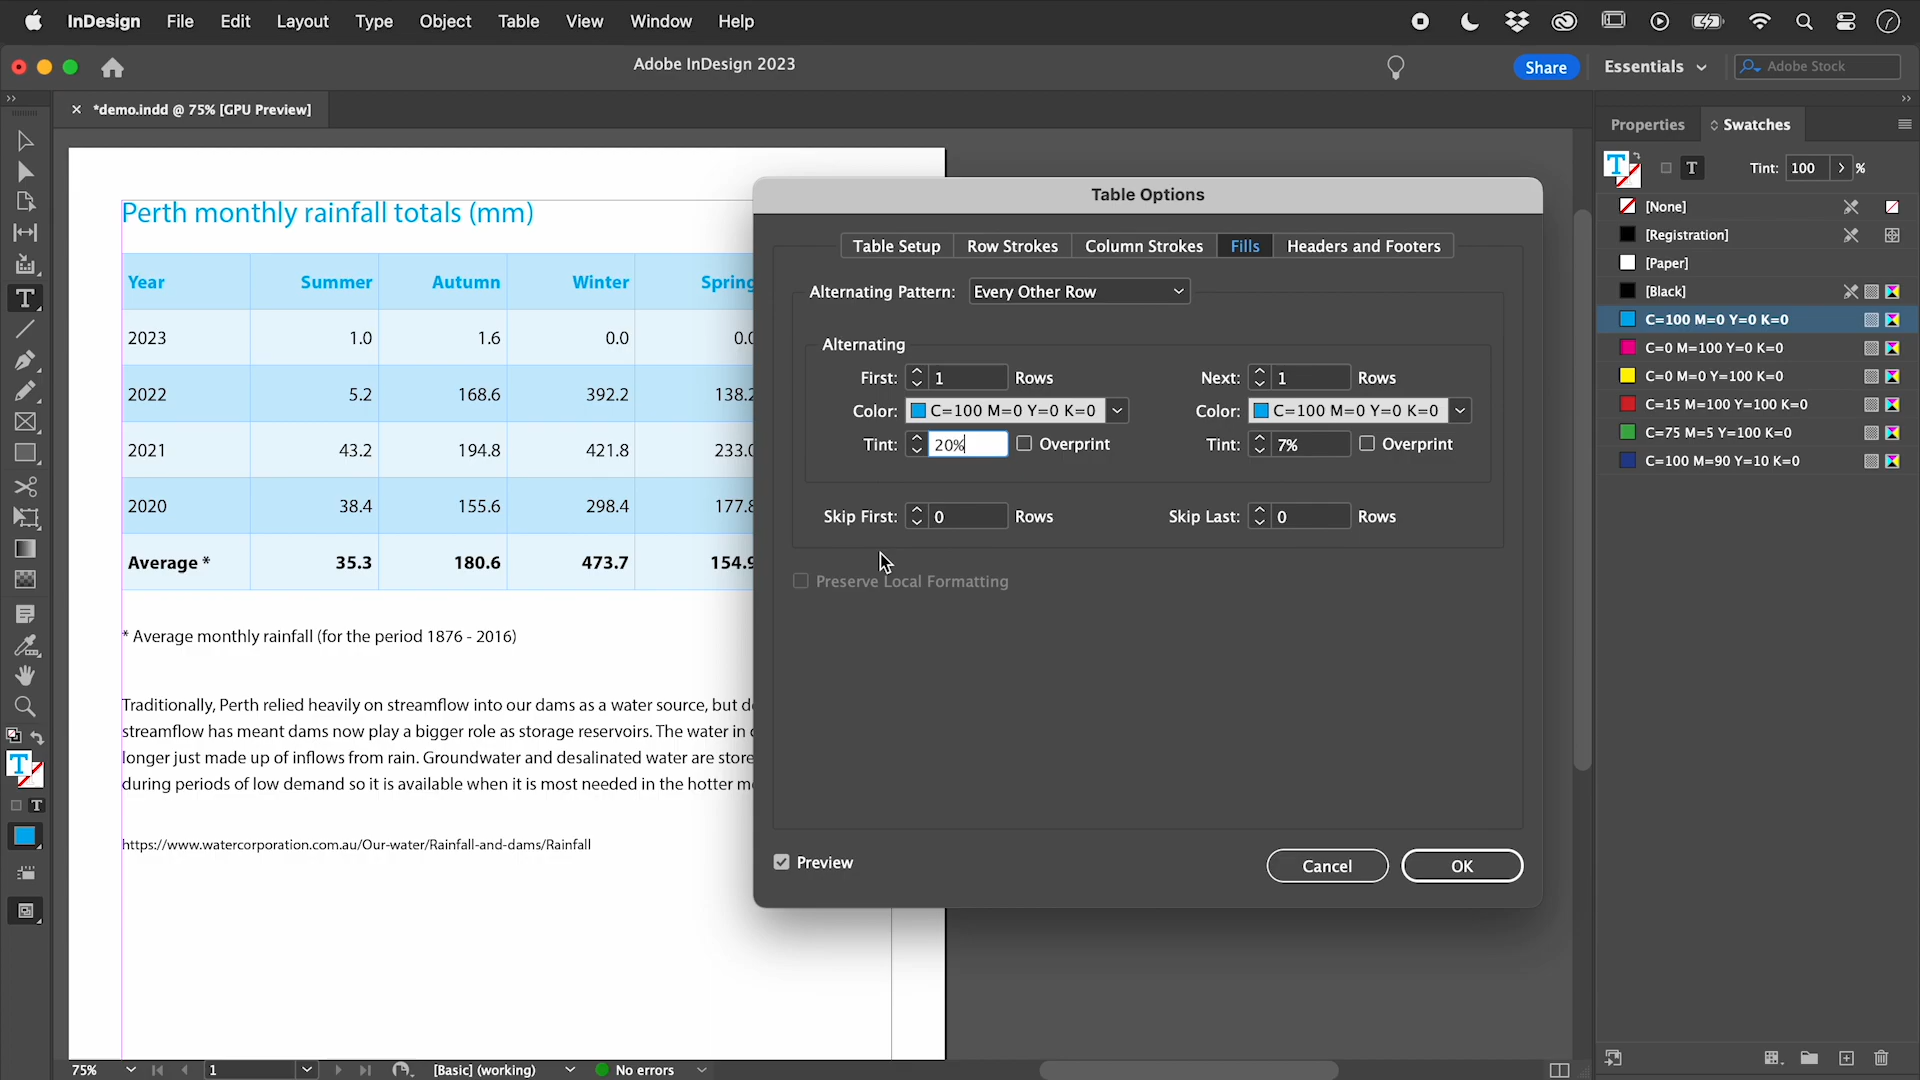 InDesign File Edit Layout Type Object Table View Window Help
Adobe InDesign 2023
Share Essentials Adobe Stock
*demo.indd @ 75% [GPU Preview]
Properties Swatches
T T Tint: 100 %
[None]
[Registration]
[Paper]
[Black]
C=100 M=0 Y=0 K=0
C=0 M=100 Y=0 K=0
C=0 M=0 Y=100 K=0
C=15 M=100 Y=100 K=0
C=75 M=5 Y=100 K=0
C=100 M=90 Y=10 K=0
Perth monthly rainfall totals (mm)
Year Summer Autumn Winter Spring
2023 1.0 1.6 0.0 0.0
2022 5.2 168.6 392.2 138.2
2021 43.2 194.8 421.8 233.0
2020 38.4 155.6 298.4 177.8
Average * 35.3 180.6 473.7 154.9
* Average monthly rainfall (for the period 1876 - 2016)
Traditionally, Perth relied heavily on streamflow into our dams as a water source, but
streamflow has meant dams now play a bigger role as storage reservoirs. The water in
longer just made up of inflows from rain. Groundwater and desalinated water are store
during periods of low demand so it is available when it is most needed in the hotter
https://www.watercorporation.com.au/Our-water/Rainfall-and-dams/Rainfall
Table Options
Table Setup Row Strokes Column Strokes Fills Headers and Footers
Alternating Pattern: Every Other Row
Alternating
First: 1 Rows Next: 1 Rows
Color: C=100 M=0 Y=0 K=0 Color: C=100 M=0 Y=0 K=0
Tint: 20% Overprint Tint: 7% Overprint
Skip First: 0 Rows Skip Last: 0 Rows
Preserve Local Formatting
Preview Cancel OK
T
T
T
75% 1 [Basic] (working) No errors